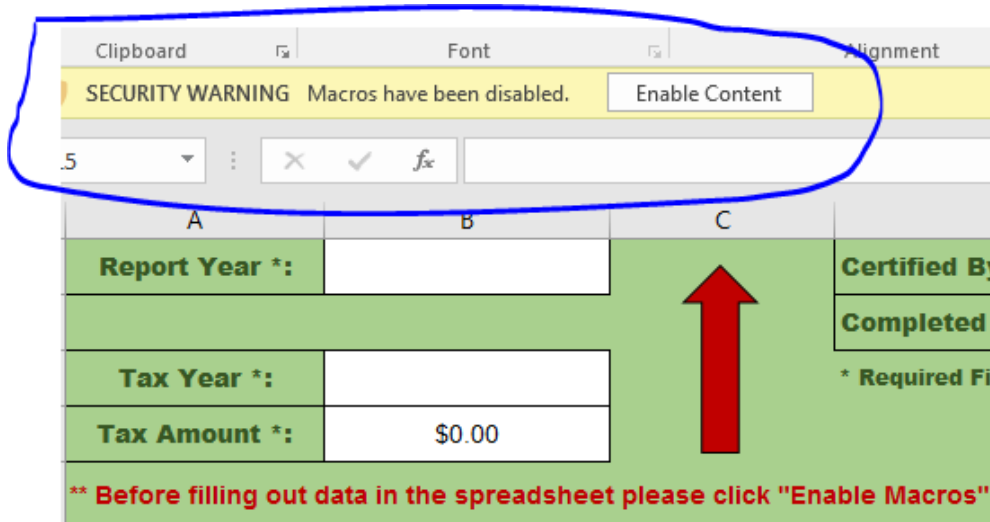 Clipboard Font Alignment
SECURITY WARNING Macros have been disabled. Enable Content
fx
A B C
Report Year *: Certified By
Completed
Tax Year *: * Required Fi
Tax Amount *: $0.00
** Before filling out data in the spreadsheet please click "Enable Macros"